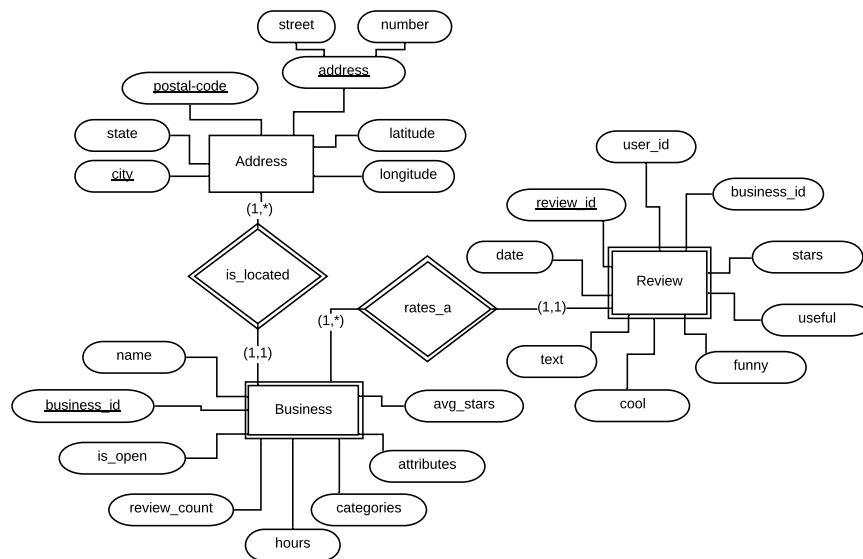 street
number
address
postal-code
state
latitude
Address
city
longitude
(1,*)
user_id
review_id
business_id
date
stars
Review
is_located
rates_a
(1,*)
(1,1)
useful
(1,1)
name
text
funny
cool
business_id
Business
avg_stars
is_open
attributes
review_count
categories
hours